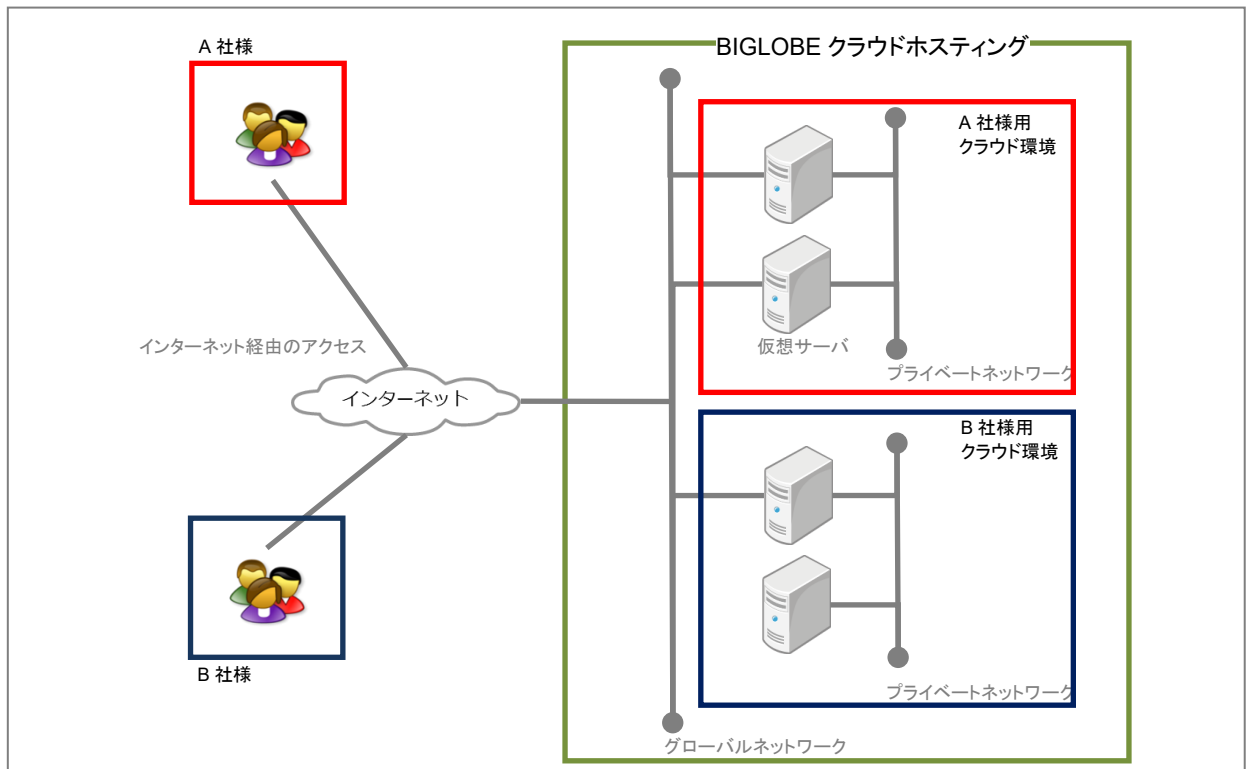 A 社様
BIGLOBE クラウドホスティング
A 社様用
クラウド環境
インターネット経由のアクセス
仮想サーバ
プライベートネットワーク
インターネット
B 社様用
クラウド環境
B 社様
プライベートネットワーク
グローバルネットワーク